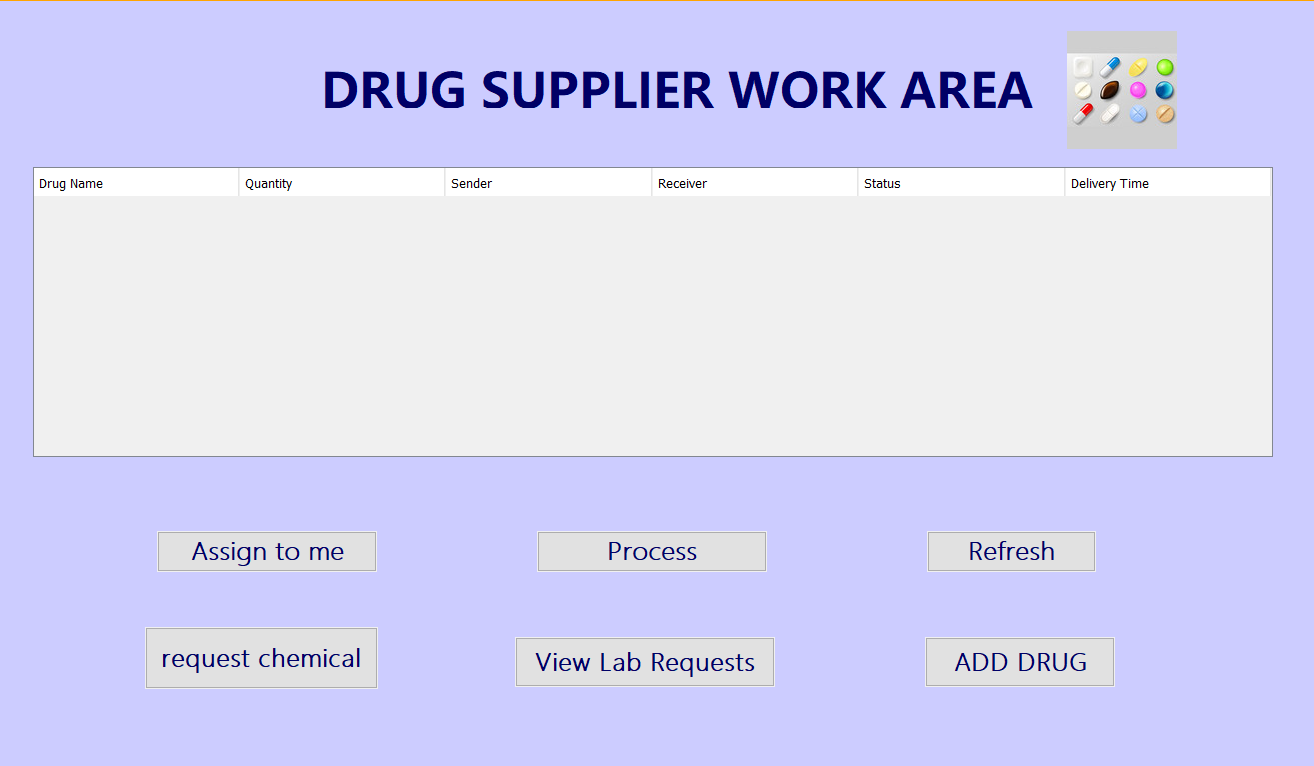 DRUG SUPPLIER WORK AREA
Drug Name Quantity Sender Receiver Status Delivery Time
Assign to me Process Refresh
request chemical View Lab Requests ADD DRUG